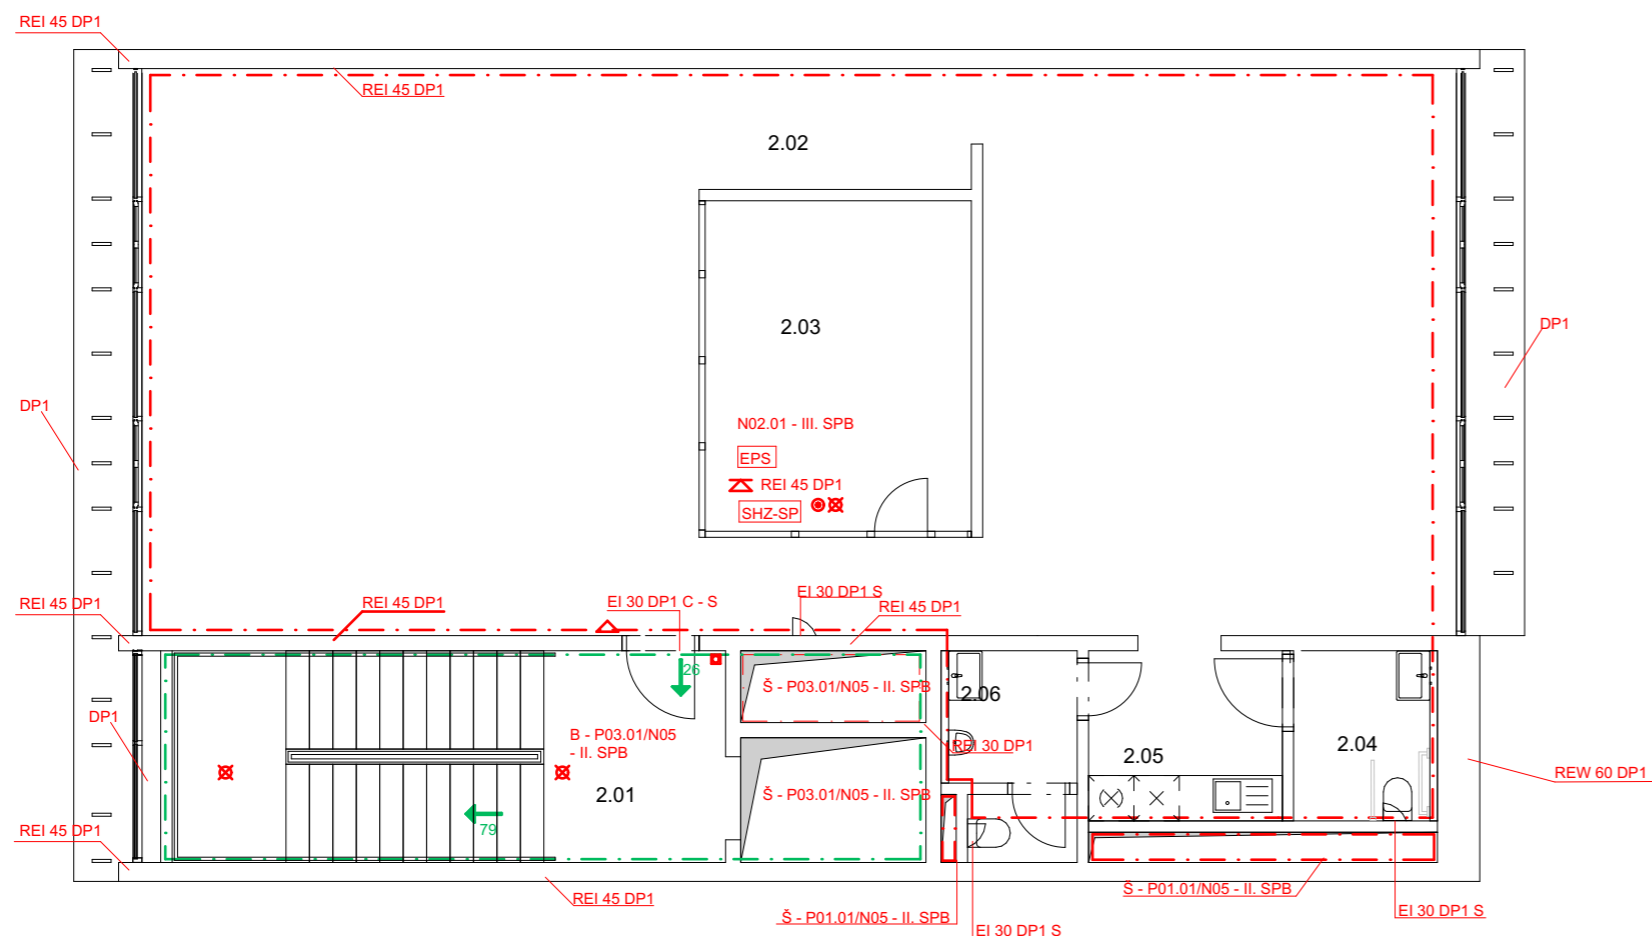 REI 45 DP1
REI 45 DP1
2.02
2.03
DP1
DP1
N02.01 - III. SPB
EPS
REI 45 DP1
SHZ-SP
REI 45 DP1
REI 45 DP1
EI 30 DP1 C - S
EI 30 DP1 S
REI 45 DP1
26
Š - P03.01/N05 - II. SPB
2.06
DP1
B - P03.01/N05
- II. SPB
REI 30 DP1
2.05
2.04
REW 60 DP1
2.01
Š - P03.01/N05 - II. SPB
79
REI 45 DP1
REI 45 DP1
Š - P01.01/N05 - II. SPB
Š - P01.01/N05 - II. SPB
EI 30 DP1 S
EI 30 DP1 S